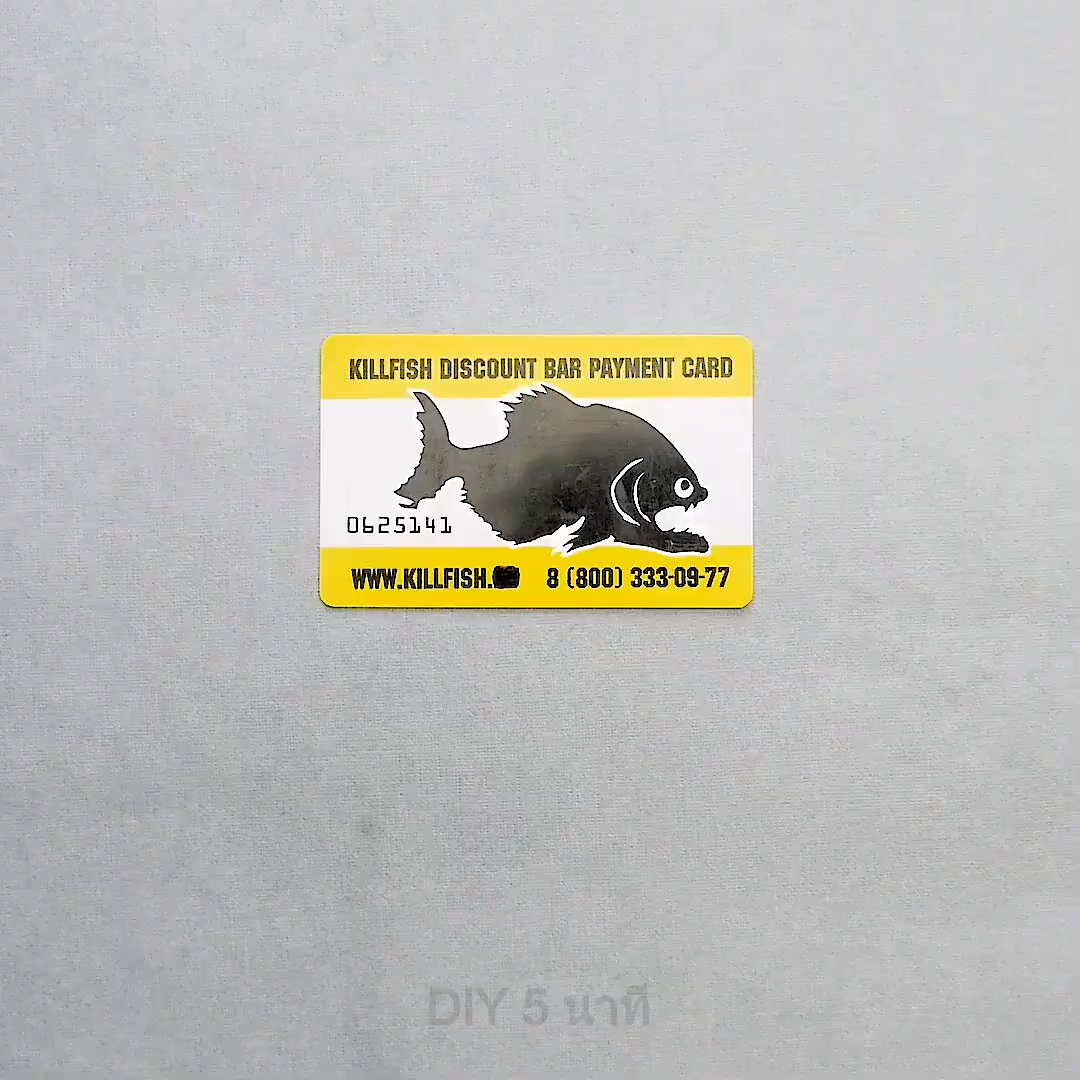 KILLFISH DISCOUNT BAR PAYMENT CARD
0625141
WWW.KILLFISH.
8 (800) 333-09-77
DIY 5 นาที